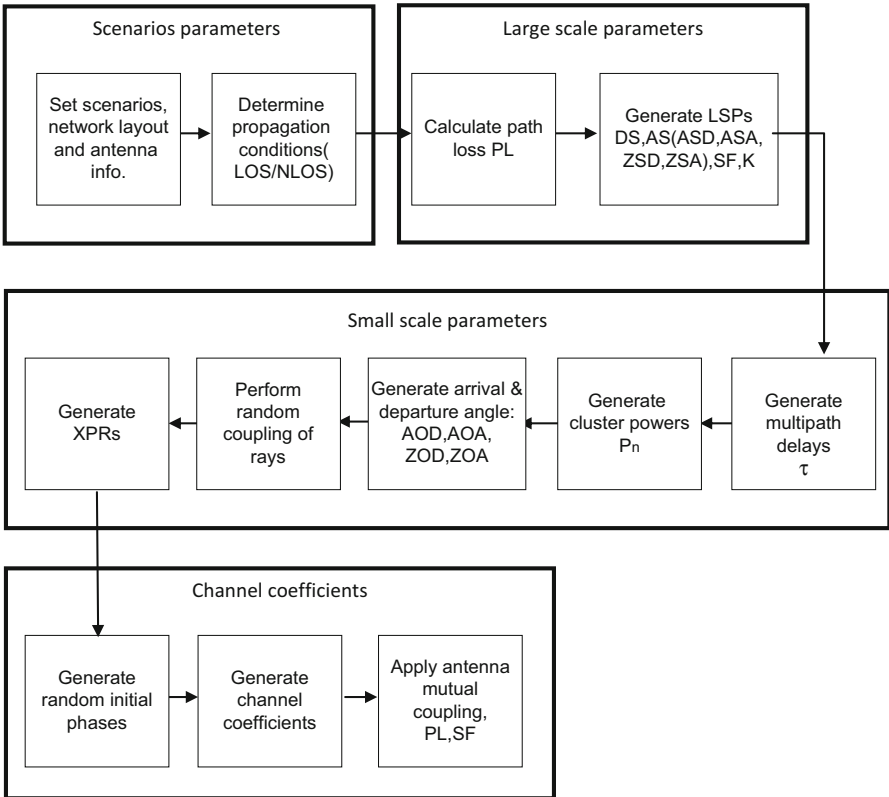 Scenarios parameters
Set scenarios,
network layout
and antenna
info.
Determine
propagation
conditions(
LOS/NLOS)
Large scale parameters
Calculate path
loss PL
Generate LSPs
DS,AS(ASD,ASA,
ZSD,ZSA),SF,K
Small scale parameters
Generate
XPRs
Perform
random
coupling of
rays
Generate arrival &
departure angle:
AOD,AOA,
ZOD,ZOA
Generate
cluster powers
Pn
Generate
multipath
delays
τ
Channel coefficients
Generate
random initial
phases
Generate
channel
coefficients
Apply antenna
mutual
coupling,
PL,SF